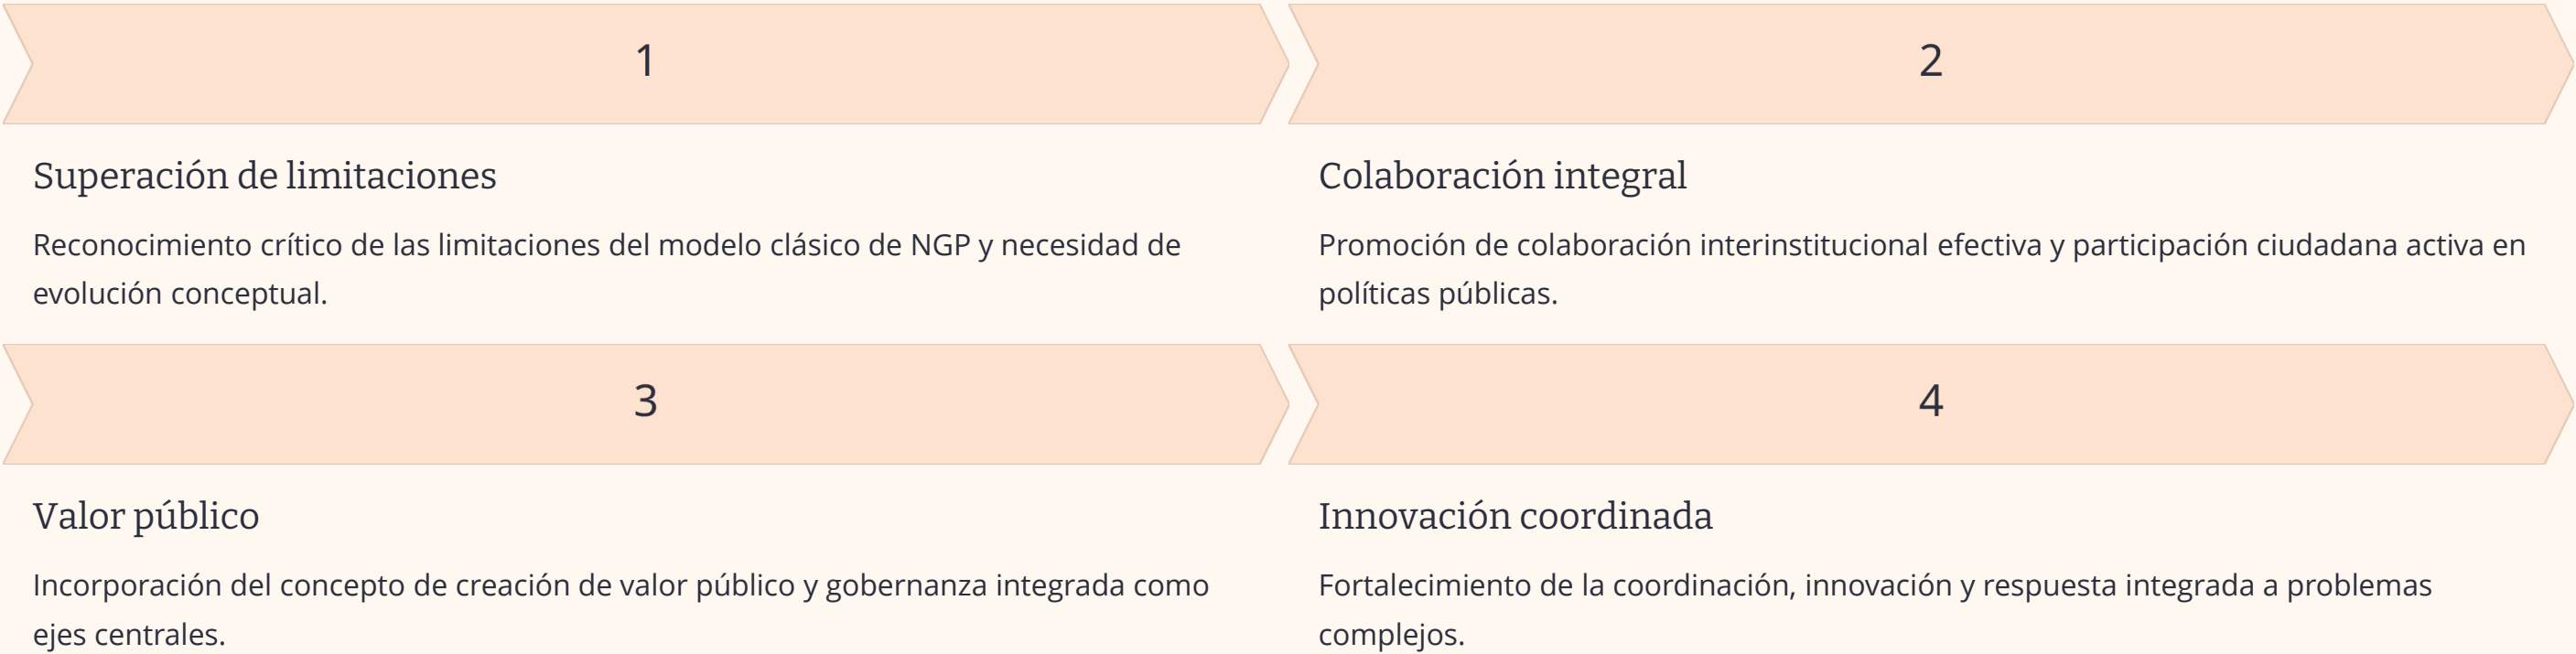 1
Superación de limitaciones
Reconocimiento crítico de las limitaciones del modelo clásico de NGP y necesidad de
evolución conceptual.
2
Colaboración integral
Promoción de colaboración interinstitucional efectiva y participación ciudadana activa en
políticas públicas.
3
Valor público
Incorporación del concepto de creación de valor público y gobernanza integrada como
ejes centrales.
4
Innovación coordinada
Fortalecimiento de la coordinación, innovación y respuesta integrada a problemas
complejos.